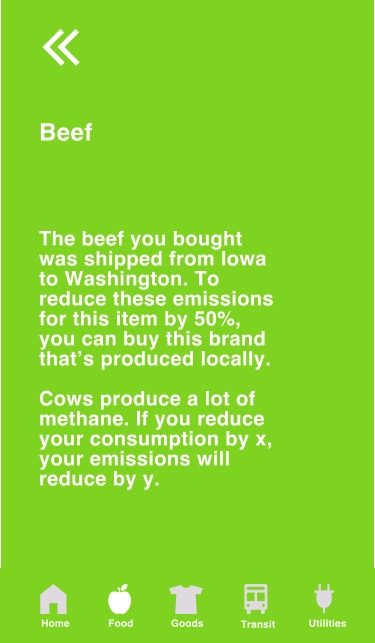 Beef
The beef you bought
was shipped from Iowa
to Washington. To
reduce these emissions
for this item by 50%,
you can buy this brand
that’s produced locally.
Cows produce a lot of
methane. If you reduce
your consumption by x,
your emissions will
reduce by y.
Home Food Goods Transit Utilities